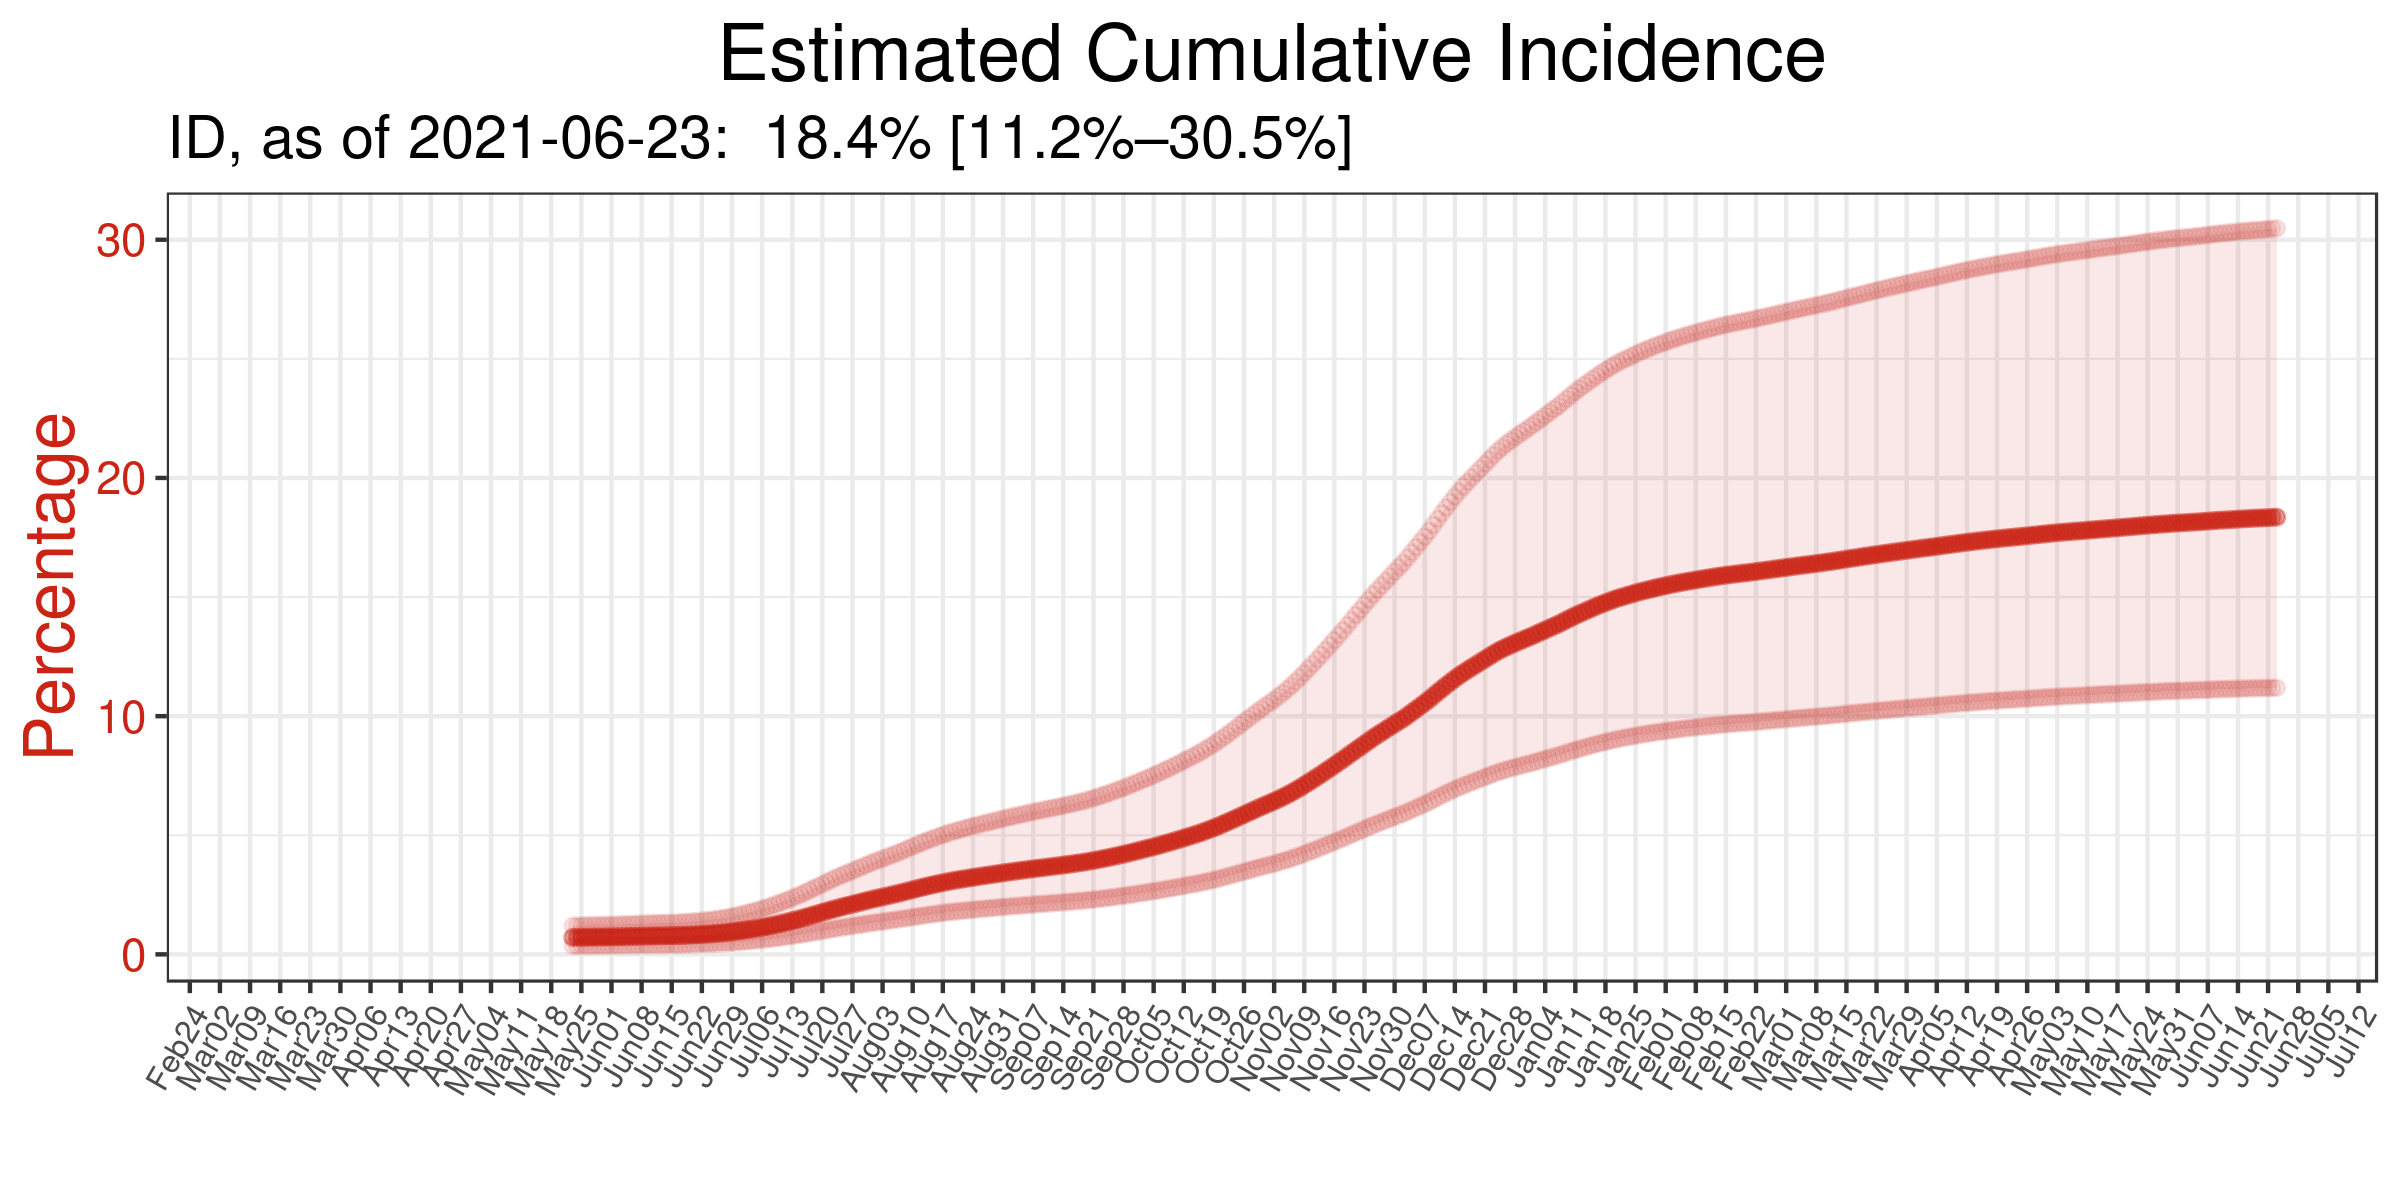 Estimated Cumulative Incidence
ID, as of 2021-06-23:  18.4% [11.2%–30.5%]
Percentage
30
20
10
0
Feb24
Mar02
Mar09
Mar16
Mar23
Mar30
Apr06
Apr13
Apr20
Apr27
May04
May11
May18
May25
Jun01
Jun08
Jun15
Jun22
Jun29
Jul06
Jul13
Jul20
Jul27
Aug03
Aug10
Aug17
Aug24
Aug31
Sep07
Sep14
Sep21
Sep28
Oct05
Oct12
Oct19
Oct26
Nov02
Nov09
Nov16
Nov23
Nov30
Dec07
Dec14
Dec21
Dec28
Jan04
Jan11
Jan18
Jan25
Feb01
Feb08
Feb15
Feb22
Mar01
Mar08
Mar15
Mar22
Mar29
Apr05
Apr12
Apr19
Apr26
May03
May10
May17
May24
May31
Jun07
Jun14
Jun21
Jun28
Jul05
Jul12